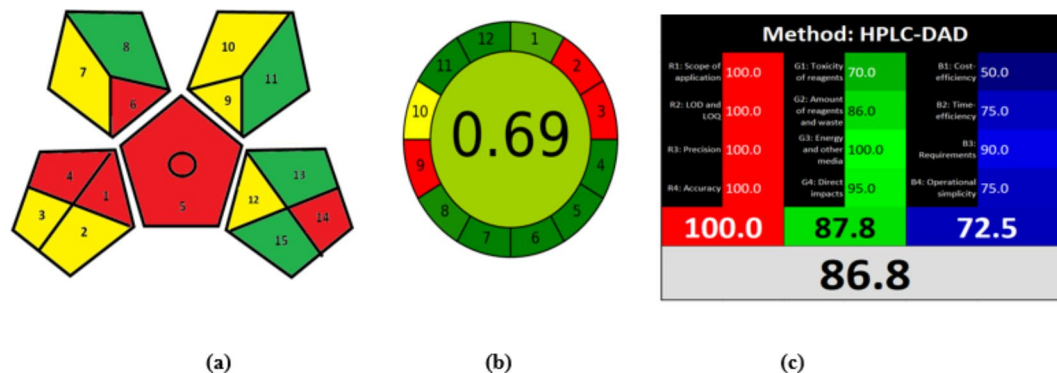 8
7
6
10
11
9
4
1
3
2
5
13
12
14
15
12
1
11
2
10
3
0.69
9
4
8
5
7
6
Method: HPLC-DAD
R1: Scope of application 100.0
G1: Toxicity of reagents 70.0
B1: Cost-efficiency 50.0
R2: LOD and LOQ 100.0
G2: Amount of reagents and waste 86.0
B2: Time-efficiency 75.0
R3: Precision 100.0
G3: Energy and other media 100.0
B3: Requirements 90.0
R4: Accuracy 100.0
G4: Direct impacts 95.0
B4: Operational simplicity 75.0
100.0 87.8 72.5
86.8
(a) (b) (c)